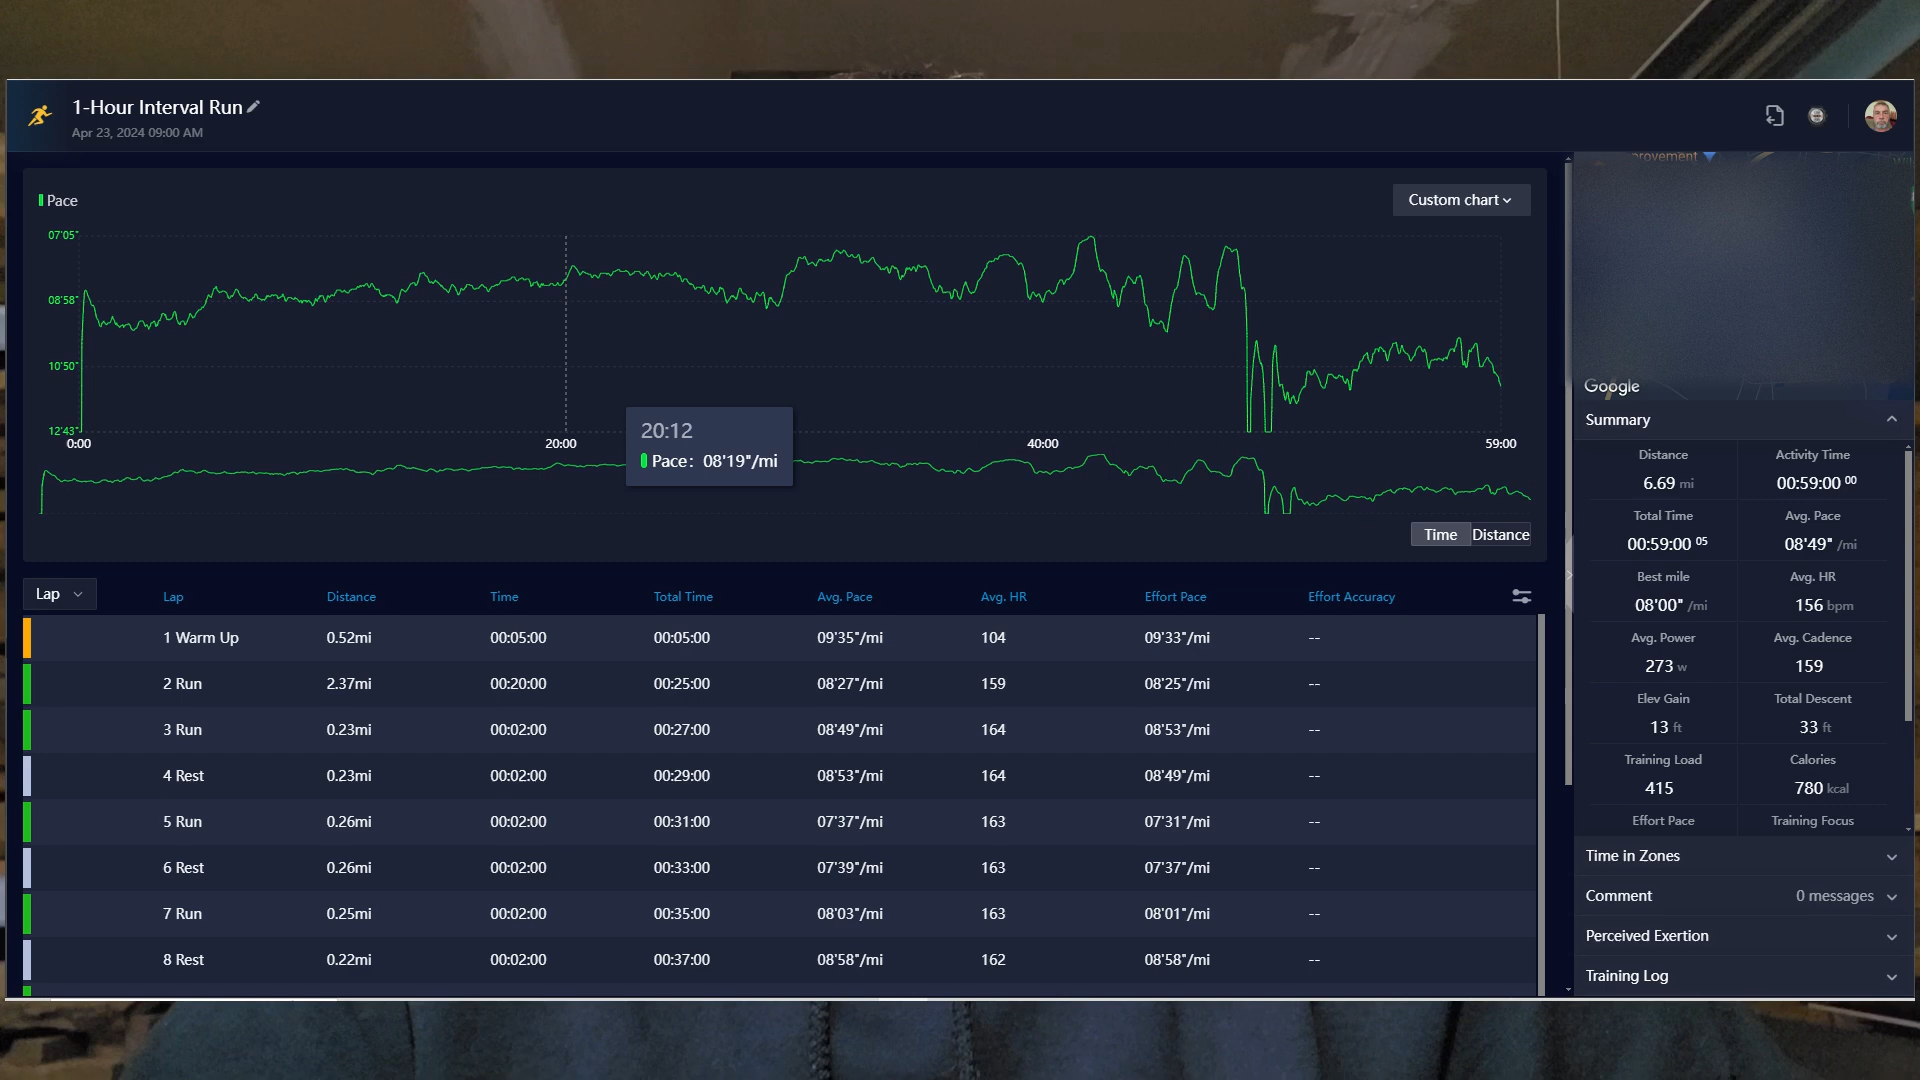 1-Hour Interval Run
Apr 23, 2024 09:00 AM
Pace
Custom chart
07'05"
08'58"
10'50"
12'43"
0:00
20:00
40:00
59:00
20:12
Pace: 08'19"/mi
Time Distance
Lap
Lap Distance Time Total Time Avg. Pace Avg. HR Effort Pace Effort Accuracy
1 Warm Up 0.52mi 00:05:00 00:05:00 09'35"/mi 104 09'33"/mi --
2 Run 2.37mi 00:20:00 00:25:00 08'27"/mi 159 08'25"/mi --
3 Run 0.23mi 00:02:00 00:27:00 08'49"/mi 164 08'53"/mi --
4 Rest 0.23mi 00:02:00 00:29:00 08'53"/mi 164 08'49"/mi --
5 Run 0.26mi 00:02:00 00:31:00 07'37"/mi 163 07'31"/mi --
6 Rest 0.26mi 00:02:00 00:33:00 07'39"/mi 163 07'37"/mi --
7 Run 0.25mi 00:02:00 00:35:00 08'03"/mi 163 08'01"/mi --
8 Rest 0.22mi 00:02:00 00:37:00 08'58"/mi 162 08'58"/mi --
Google
Summary
Distance Activity Time
6.69 mi 00:59:00 00
Total Time Avg. Pace
00:59:00 05 08'49" /mi
Best mile Avg. HR
08'00" /mi 156 bpm
Avg. Power Avg. Cadence
273 w 159
Elev Gain Total Descent
13 ft 33 ft
Training Load Calories
415 780 kcal
Effort Pace Training Focus
Time in Zones
Comment 0 messages
Perceived Exertion
Training Log